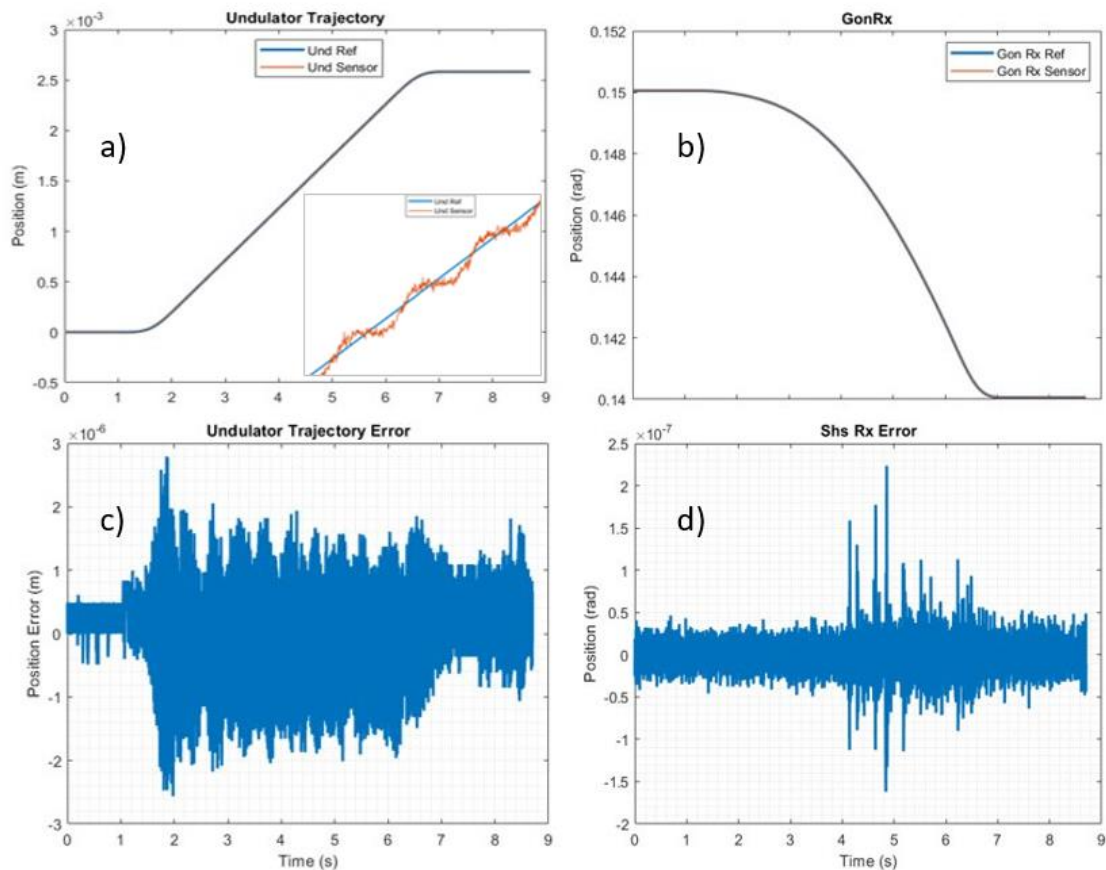 Undulator Trajectory
×10⁻³
3
2.5
2
1.5
1
0.5
0
-0.5
Position (m)
Und Ref
Und Sensor
a)
Und Ref
Und Sensor
0 1 2 3 4 5 6 7 8 9
GonRx
0.152
0.15
0.148
0.146
0.144
0.142
0.14
Position (rad)
Gon Rx Ref
Gon Rx Sensor
b)
Undulator Trajectory Error
×10⁻⁶
3
2
1
0
-1
-2
-3
Position Error (m)
c)
0 1 2 3 4 5 6 7 8 9
Time (s)
Shs Rx Error
×10⁻⁷
2.5
2
1.5
1
0.5
0
-0.5
-1
-1.5
-2
Position (rad)
d)
0 1 2 3 4 5 6 7 8 9
Time (s)